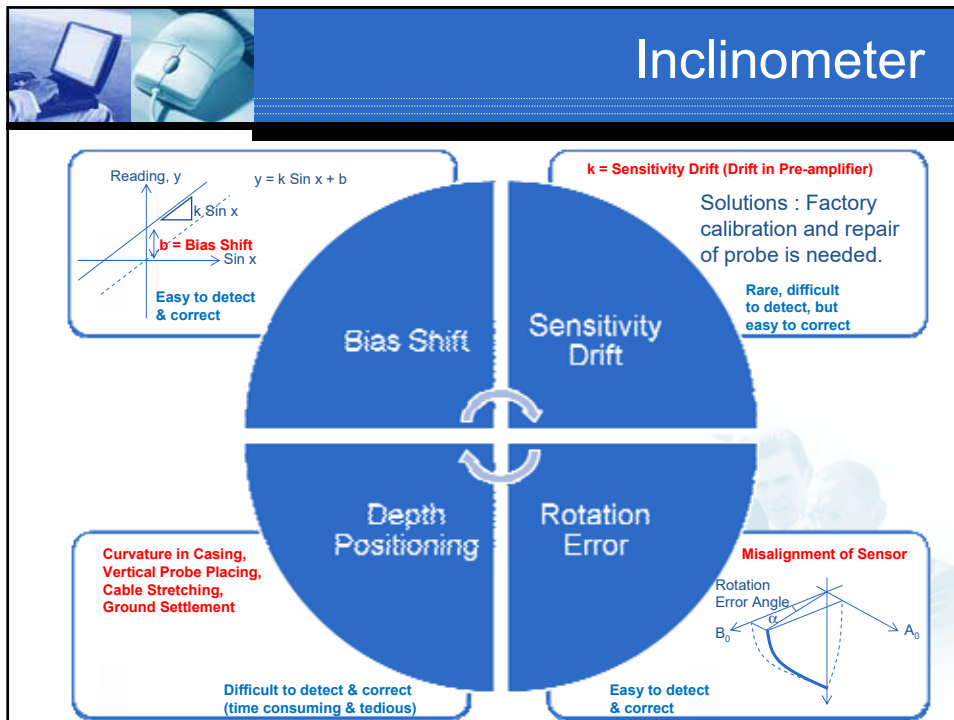 Inclinometer
Reading, y
y = k Sin x + b
k Sin x
b = Bias Shift
Sin x
Easy to detect
& correct
k = Sensitivity Drift (Drift in Pre-amplifier)
Solutions : Factory
calibration and repair
of probe is needed.
Rare, difficult
to detect, but
easy to correct
Bias Shift
Sensitivity
Drift
Depth
Positioning
Rotation
Error
Curvature in Casing,
Vertical Probe Placing,
Cable Stretching,
Ground Settlement
Difficult to detect & correct
(time consuming & tedious)
Misalignment of Sensor
Rotation
Error Angle
α
B₀
A₀
Easy to detect
& correct